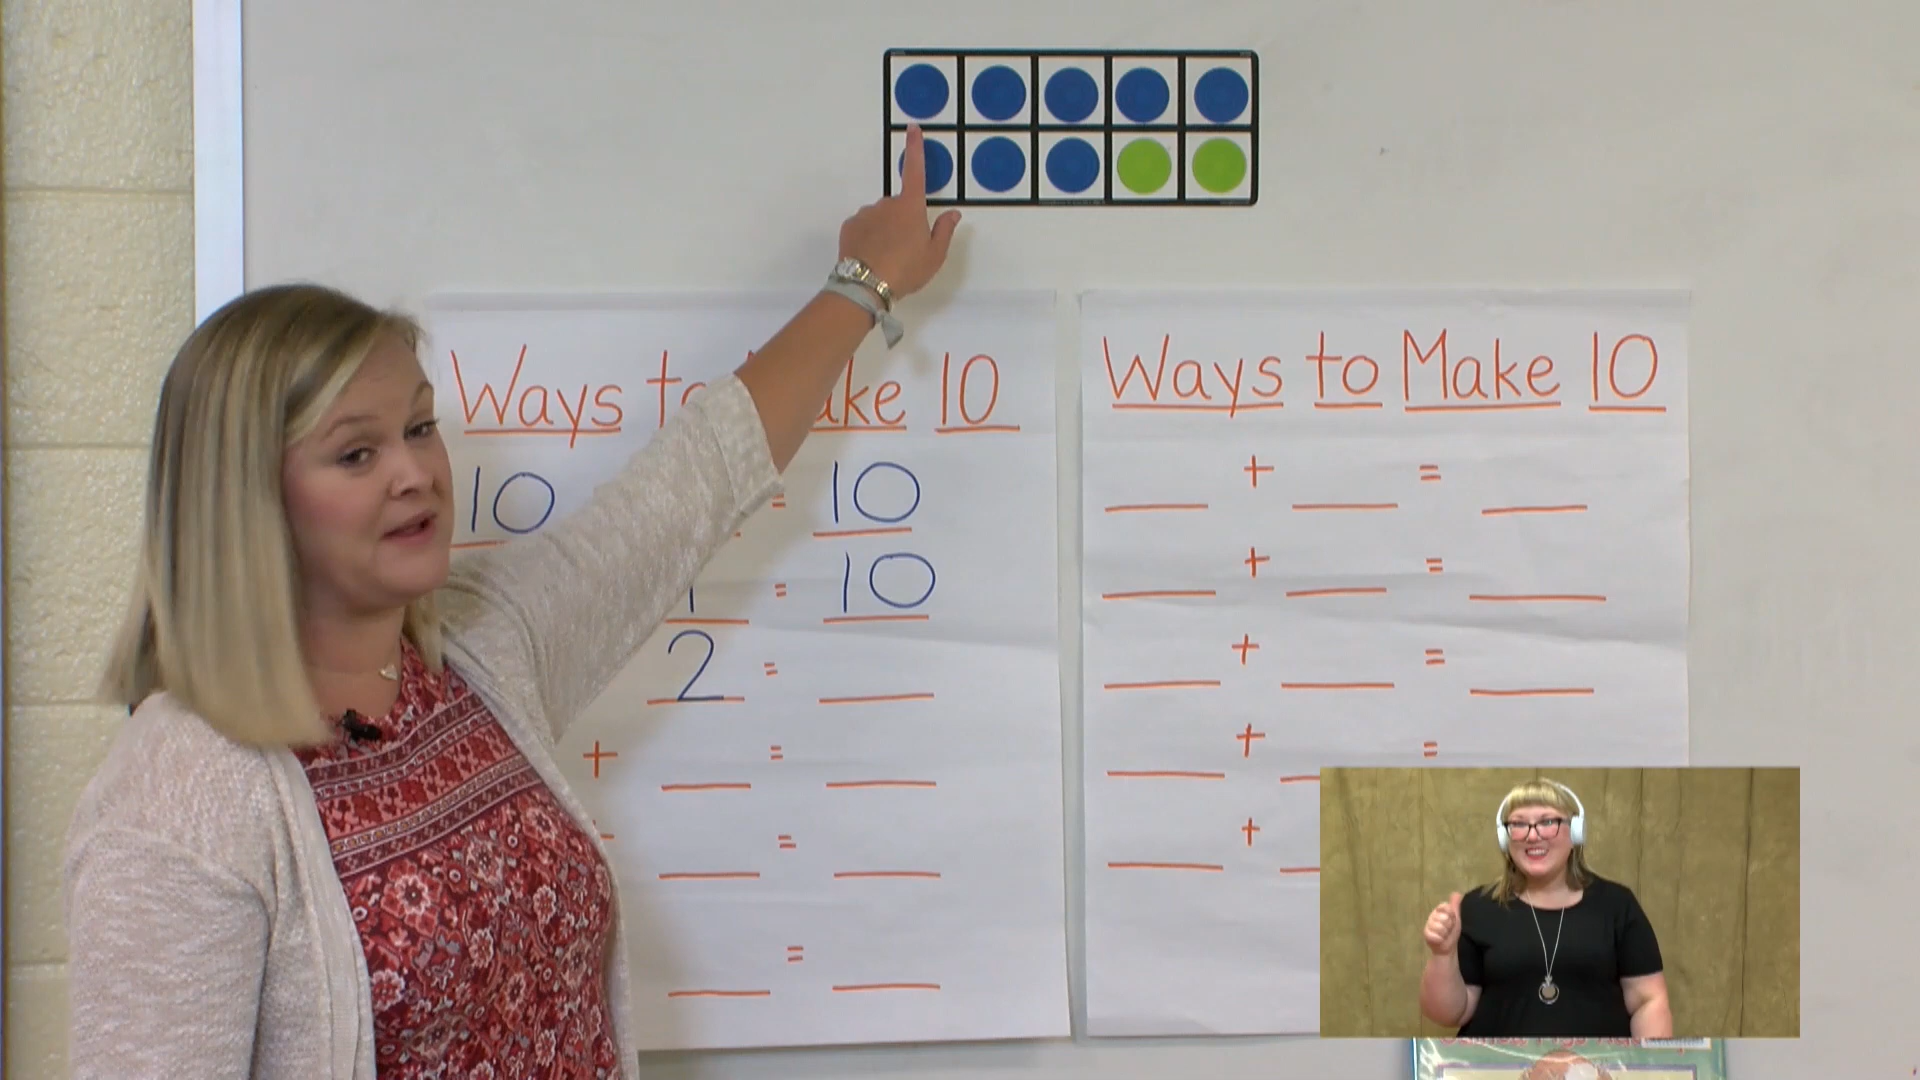 Ways to Make 10
10 = 10
1 = 10
2 =
+ =
+ =
=
Ways to Make 10
+ =
+ =
+ =
+ =
+